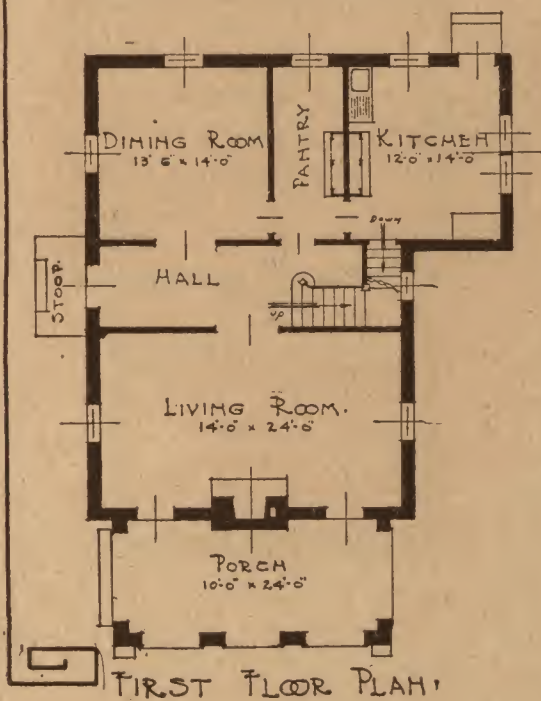 DINING ROOM
13'6" x 14'-0"
PANTRY
KITCHEN
12'-0" x 14'-0"
DOWN
STOOP.
HALL
UP
LIVING ROOM.
14'-0" x 24'-0"
PORCH
10'-0" x 24'-0"
FIRST FLOOR PLAN.